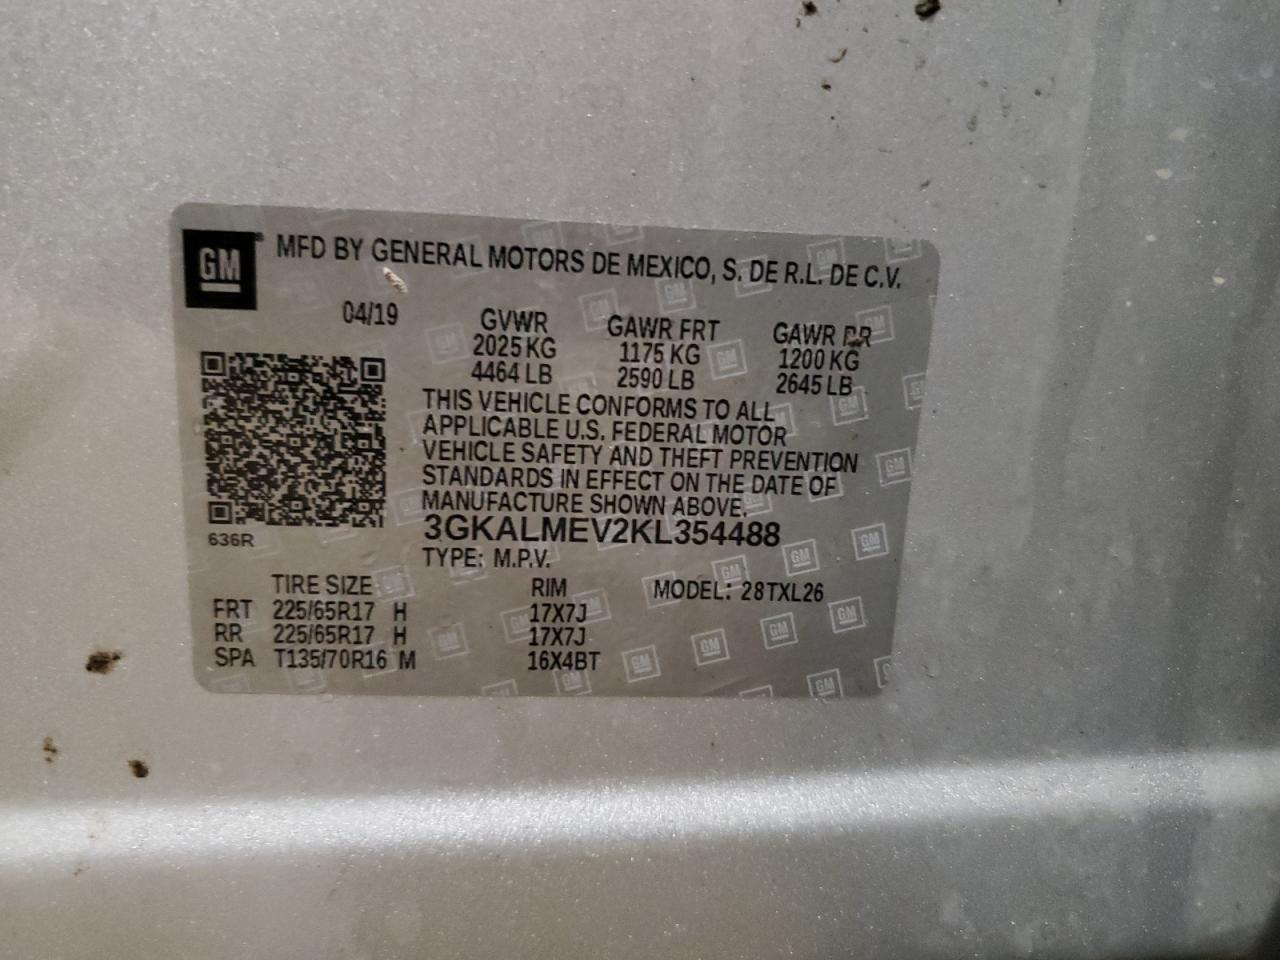 GM
MFD BY GENERAL MOTORS DE MEXICO, S. DE R.L. DE C.V.
04/19 GVWR GAWR FRT GAWR RR
2025 KG 1175 KG 1200 KG
4464 LB 2590 LB 2645 LB
THIS VEHICLE CONFORMS TO ALL
APPLICABLE U.S. FEDERAL MOTOR
VEHICLE SAFETY AND THEFT PREVENTION
STANDARDS IN EFFECT ON THE DATE OF
MANUFACTURE SHOWN ABOVE.
3GKALMEV2KL354488
636R
TYPE: M.P.V.
TIRE SIZE RIM MODEL: 28TXL26
FRT 225/65R17 H 17X7J
RR 225/65R17 H 17X7J
SPA T135/70R16 M 16X4BT